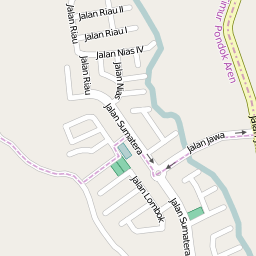 Jalan Riau II
Jalan Riau
Jalan Riau I
umur Pondok Aren
Jalan Nias IV
Jalan Riau
Jalan Nias
Jalan Sumatera
Jalan Jawa
Jalan Lombok
Jalan Sumatera